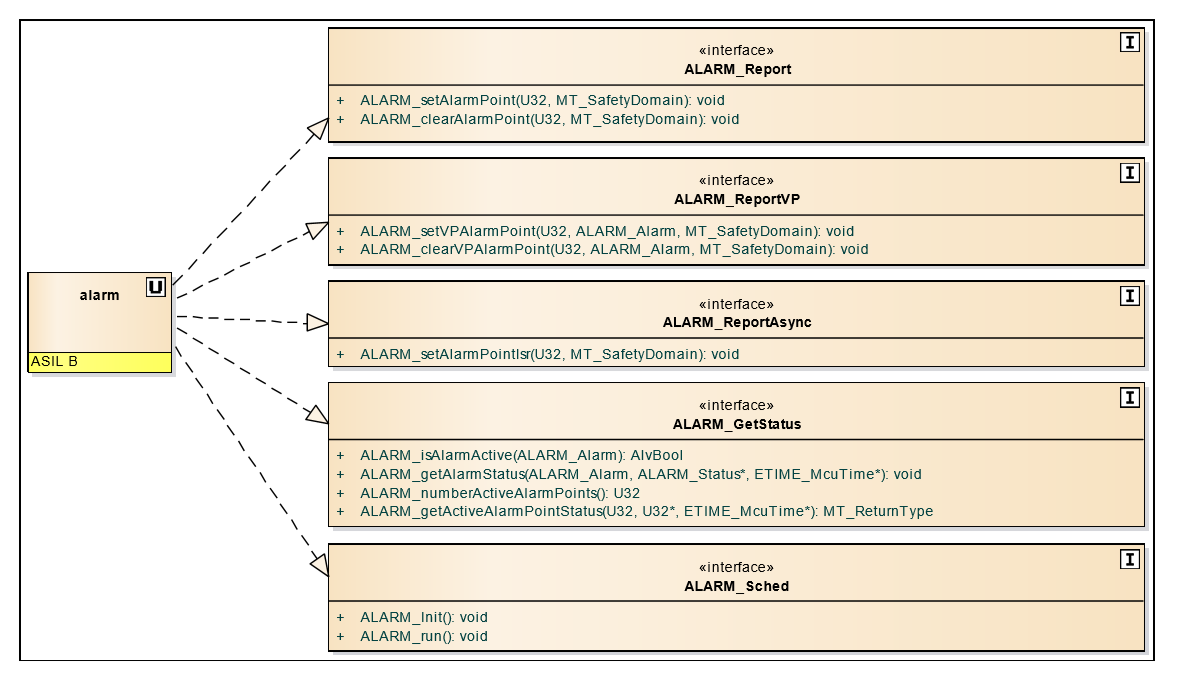 «interface»
I
ALARM_Report
+ ALARM_setAlarmPoint(U32, MT_SafetyDomain): void
+ ALARM_clearAlarmPoint(U32, MT_SafetyDomain): void
«interface»
I
ALARM_ReportVP
+ ALARM_setVPAlarmPoint(U32, ALARM_Alarm, MT_SafetyDomain): void
+ ALARM_clearVPAlarmPoint(U32, ALARM_Alarm, MT_SafetyDomain): void
alarm
U
ASIL B
«interface»
I
ALARM_ReportAsync
+ ALARM_setAlarmPointIsr(U32, MT_SafetyDomain): void
«interface»
I
ALARM_GetStatus
+ ALARM_isAlarmActive(ALARM_Alarm): AlvBool
+ ALARM_getAlarmStatus(ALARM_Alarm, ALARM_Status*, ETIME_McuTime*): void
+ ALARM_numberActiveAlarmPoints(): U32
+ ALARM_getActiveAlarmPointStatus(U32, U32*, ETIME_McuTime*): MT_ReturnType
«interface»
I
ALARM_Sched
+ ALARM_Init(): void
+ ALARM_run(): void